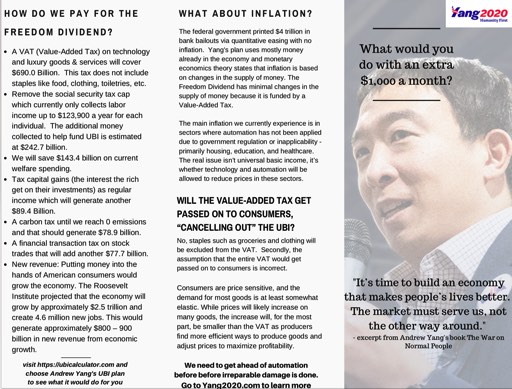 HOW DO WE PAY FOR THE
FREEDOM DIVIDEND?
• A VAT (Value-Added Tax) on technology
and luxury goods & services will cover
$690.0 Billion. This tax does not include
staples like food, clothing, toiletries, etc.
• Remove the social security tax cap
which currently only collects labor
income up to $123,900 a year for each
individual. The additional money
collected to help fund UBI is estimated
at $242.7 billion.
• We will save $143.4 billion on current
welfare spending.
• Tax capital gains (the interest the rich
get on their investments) as regular
income which will generate another
$89.4 Billion.
• A carbon tax until we reach 0 emissions
and that should generate $78.9 billion.
• A financial transaction tax on stock
trades that will add another $77.7 billion.
• New revenue: Putting money into the
hands of American consumers would
grow the economy. The Roosevelt
Institute projected that the economy will
grow by approximately $2.5 trillion and
create 4.6 million new jobs. This would
generate approximately $800 – 900
billion in new revenue from economic
growth.
visit https://ubicalculator.com and
choose Andrew Yang's UBI plan
to see what it would do for you
WHAT ABOUT INFLATION?
The federal government printed $4 trillion in
bank bailouts via quantitative easing with no
inflation. Yang's plan uses mostly money
already in the economy and monetary
economics theory states that inflation is based
on changes in the supply of money. The
Freedom Dividend has minimal changes in the
supply of money because it is funded by a
Value-Added Tax.
The main inflation we currently experience is in
sectors where automation has not been applied
due to government regulation or inapplicability -
primarily housing, education, and healthcare.
The real issue isn't universal basic income, it's
whether technology and automation will be
allowed to reduce prices in these sectors.
WILL THE VALUE-ADDED TAX GET
PASSED ON TO CONSUMERS,
"CANCELLING OUT" THE UBI?
No, staples such as groceries and clothing will
be excluded from the VAT. Secondly, the
assumption that the entire VAT would get
passed on to consumers is incorrect.
Consumers are price sensitive, and the
demand for most goods is at least somewhat
elastic. While prices will likely increase on
many goods, the increase will, for the most
part, be smaller than the VAT as producers
find more efficient ways to produce goods and
adjust prices to maximize profitability.
We need to get ahead of automation
before before irreparable damage is done.
Go to Yang2020.com to learn more
Yang2020
Humanity First
What would you
do with an extra
$1,000 a month?
"It's time to build an economy
that makes people's lives better.
The market must serve us, not
the other way around."
- excerpt from Andrew Yang's book The War on
Normal People